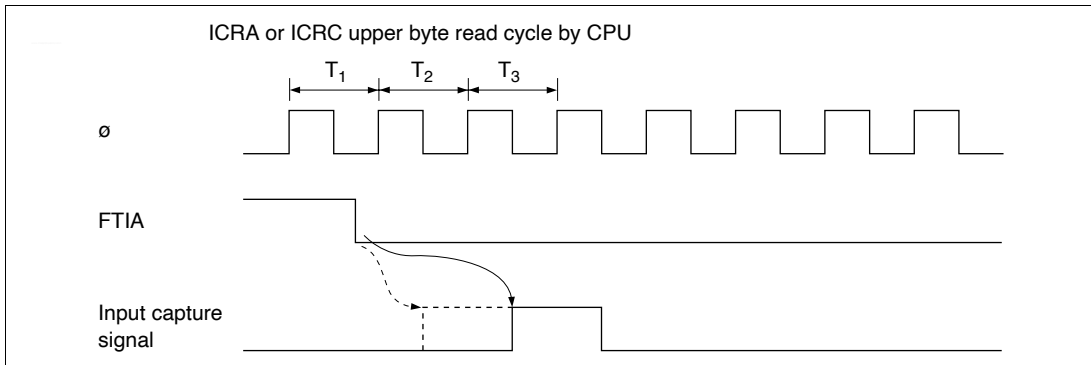 ICRA or ICRC upper byte read cycle by CPU
T1 T2 T3
ø
FTIA
Input capture
signal